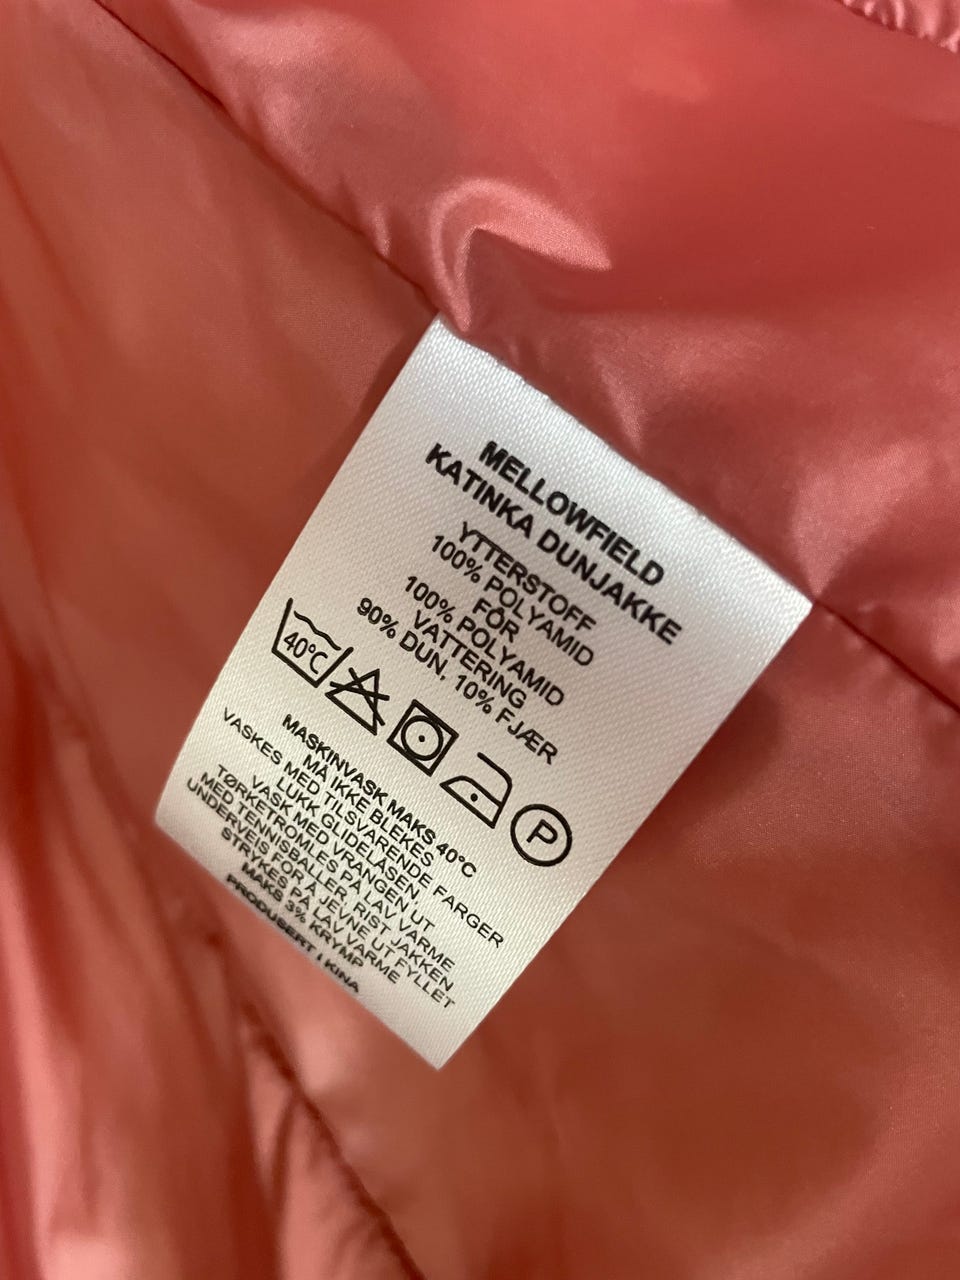 MELLOWFIELD
KATINKA DUNJAKKE
YTTERSTOFF
100% POLYAMID
FÔR
100% POLYAMID
VATTERING
90% DUN, 10% FJÆR
40°C
P
MASKINVASK MAKS 40°C
MÅ IKKE BLEKES
VASKES MED TILSVARENDE FARGER
LUKK GLIDELÅSEN
VASK MED VRANGEN UT
TØRKETROMLES PÅ LAV VARME
MED TENNISBALLER, RIST JAKKEN
UNDERVEIS FOR Å JEVNE UT FYLLET
STRYKES PÅ LAV VARME
MAKS 3% KRYMP
PRODUSERT I KINA